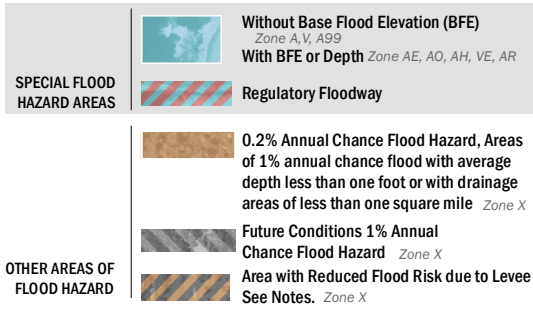 Without Base Flood Elevation (BFE)
Zone A,V, A99
With BFE or Depth Zone AE, AO, AH, VE, AR
SPECIAL FLOOD
HAZARD AREAS
Regulatory Floodway
0.2% Annual Chance Flood Hazard, Areas
of 1% annual chance flood with average
depth less than one foot or with drainage
areas of less than one square mile Zone X
Future Conditions 1% Annual
Chance Flood Hazard Zone X
OTHER AREAS OF
FLOOD HAZARD
Area with Reduced Flood Risk due to Levee
See Notes. Zone X